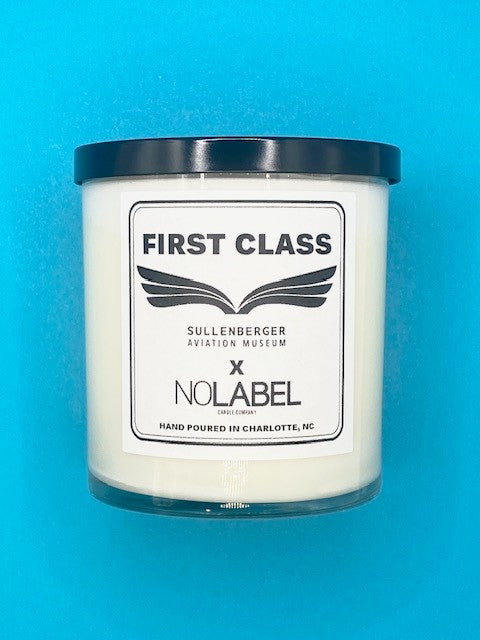 FIRST CLASS
SULLENBERGER
AVIATION MUSEUM
X
NOLABEL
CANDLE COMPANY
HAND POURED IN CHARLOTTE, NC